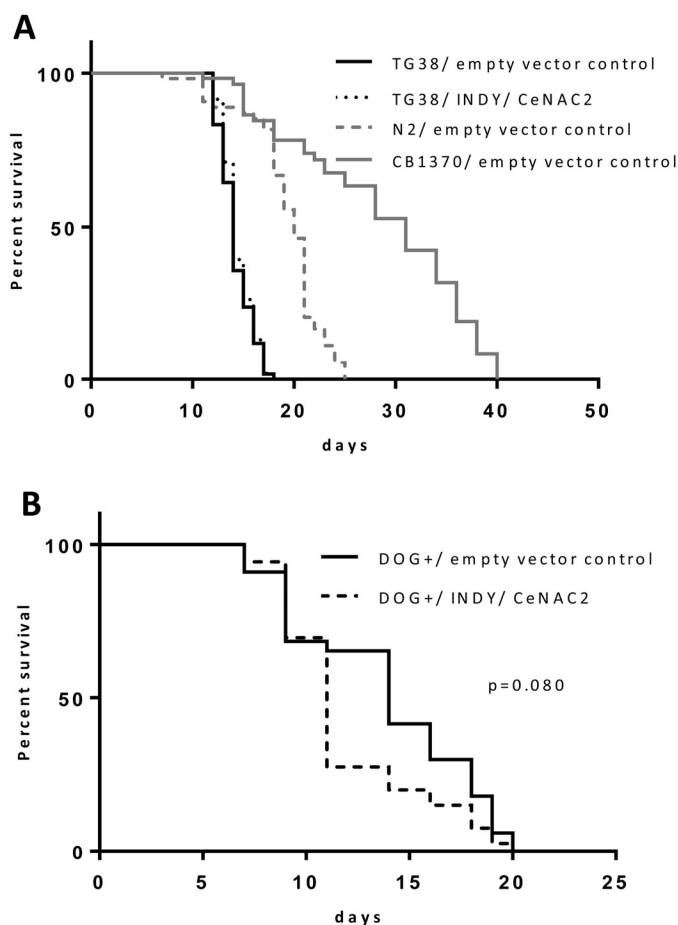 A
100
50
0
Percent survival
TG38/ empty vector control
TG38/ INDY/ CeNAC2
N2/ empty vector control
CB1370/ empty vector control
0 10 20 30 40 50
days
B
100
50
0
Percent survival
DOG+/ empty vector control
DOG+/ INDY/ CeNAC2
p=0.080
0 5 10 15 20 25
days